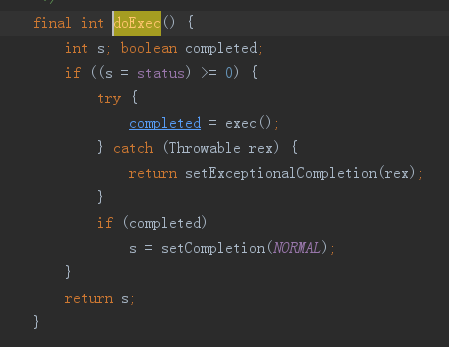 */
final int doExec() {
    int s; boolean completed;
    if ((s = status) >= 0) {
        try {
            completed = exec();
        } catch (Throwable rex) {
            return setExceptionalCompletion(rex);
        }
        if (completed)
            s = setCompletion(NORMAL);
    }
    return s;
}